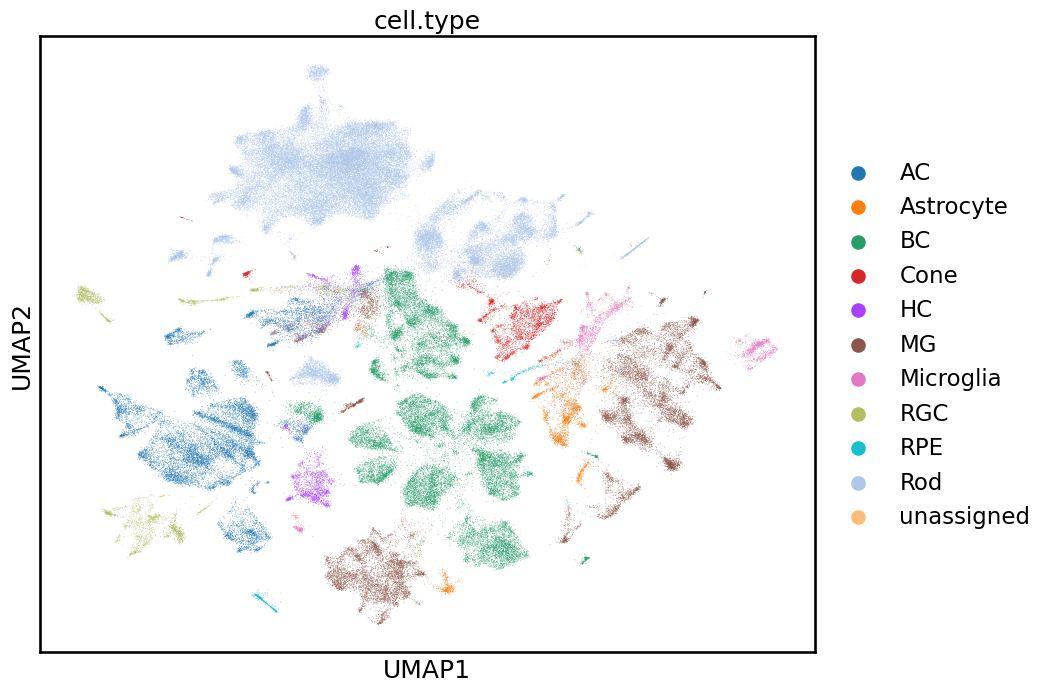 cell.type
UMAP2
UMAP1
AC
Astrocyte
BC
Cone
HC
MG
Microglia
RGC
RPE
Rod
unassigned